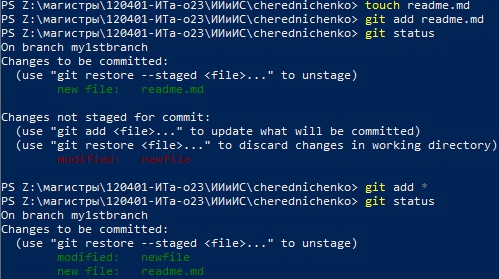 PS Z:\магистры\120401-ИТа-о23\ИИиИС\cherednichenko> touch readme.md
PS Z:\магистры\120401-ИТа-о23\ИИиИС\cherednichenko> git add readme.md
PS Z:\магистры\120401-ИТа-о23\ИИиИС\cherednichenko> git status
On branch my1stbranch
Changes to be committed:
  (use "git restore --staged <file>..." to unstage)
        new file:   readme.md

Changes not staged for commit:
  (use "git add <file>..." to update what will be committed)
  (use "git restore <file>..." to discard changes in working directory)
        modified:   newfile

PS Z:\магистры\120401-ИТа-о23\ИИиИС\cherednichenko> git add *
PS Z:\магистры\120401-ИТа-о23\ИИиИС\cherednichenko> git status
On branch my1stbranch
Changes to be committed:
  (use "git restore --staged <file>..." to unstage)
        modified:   newfile
        new file:   readme.md